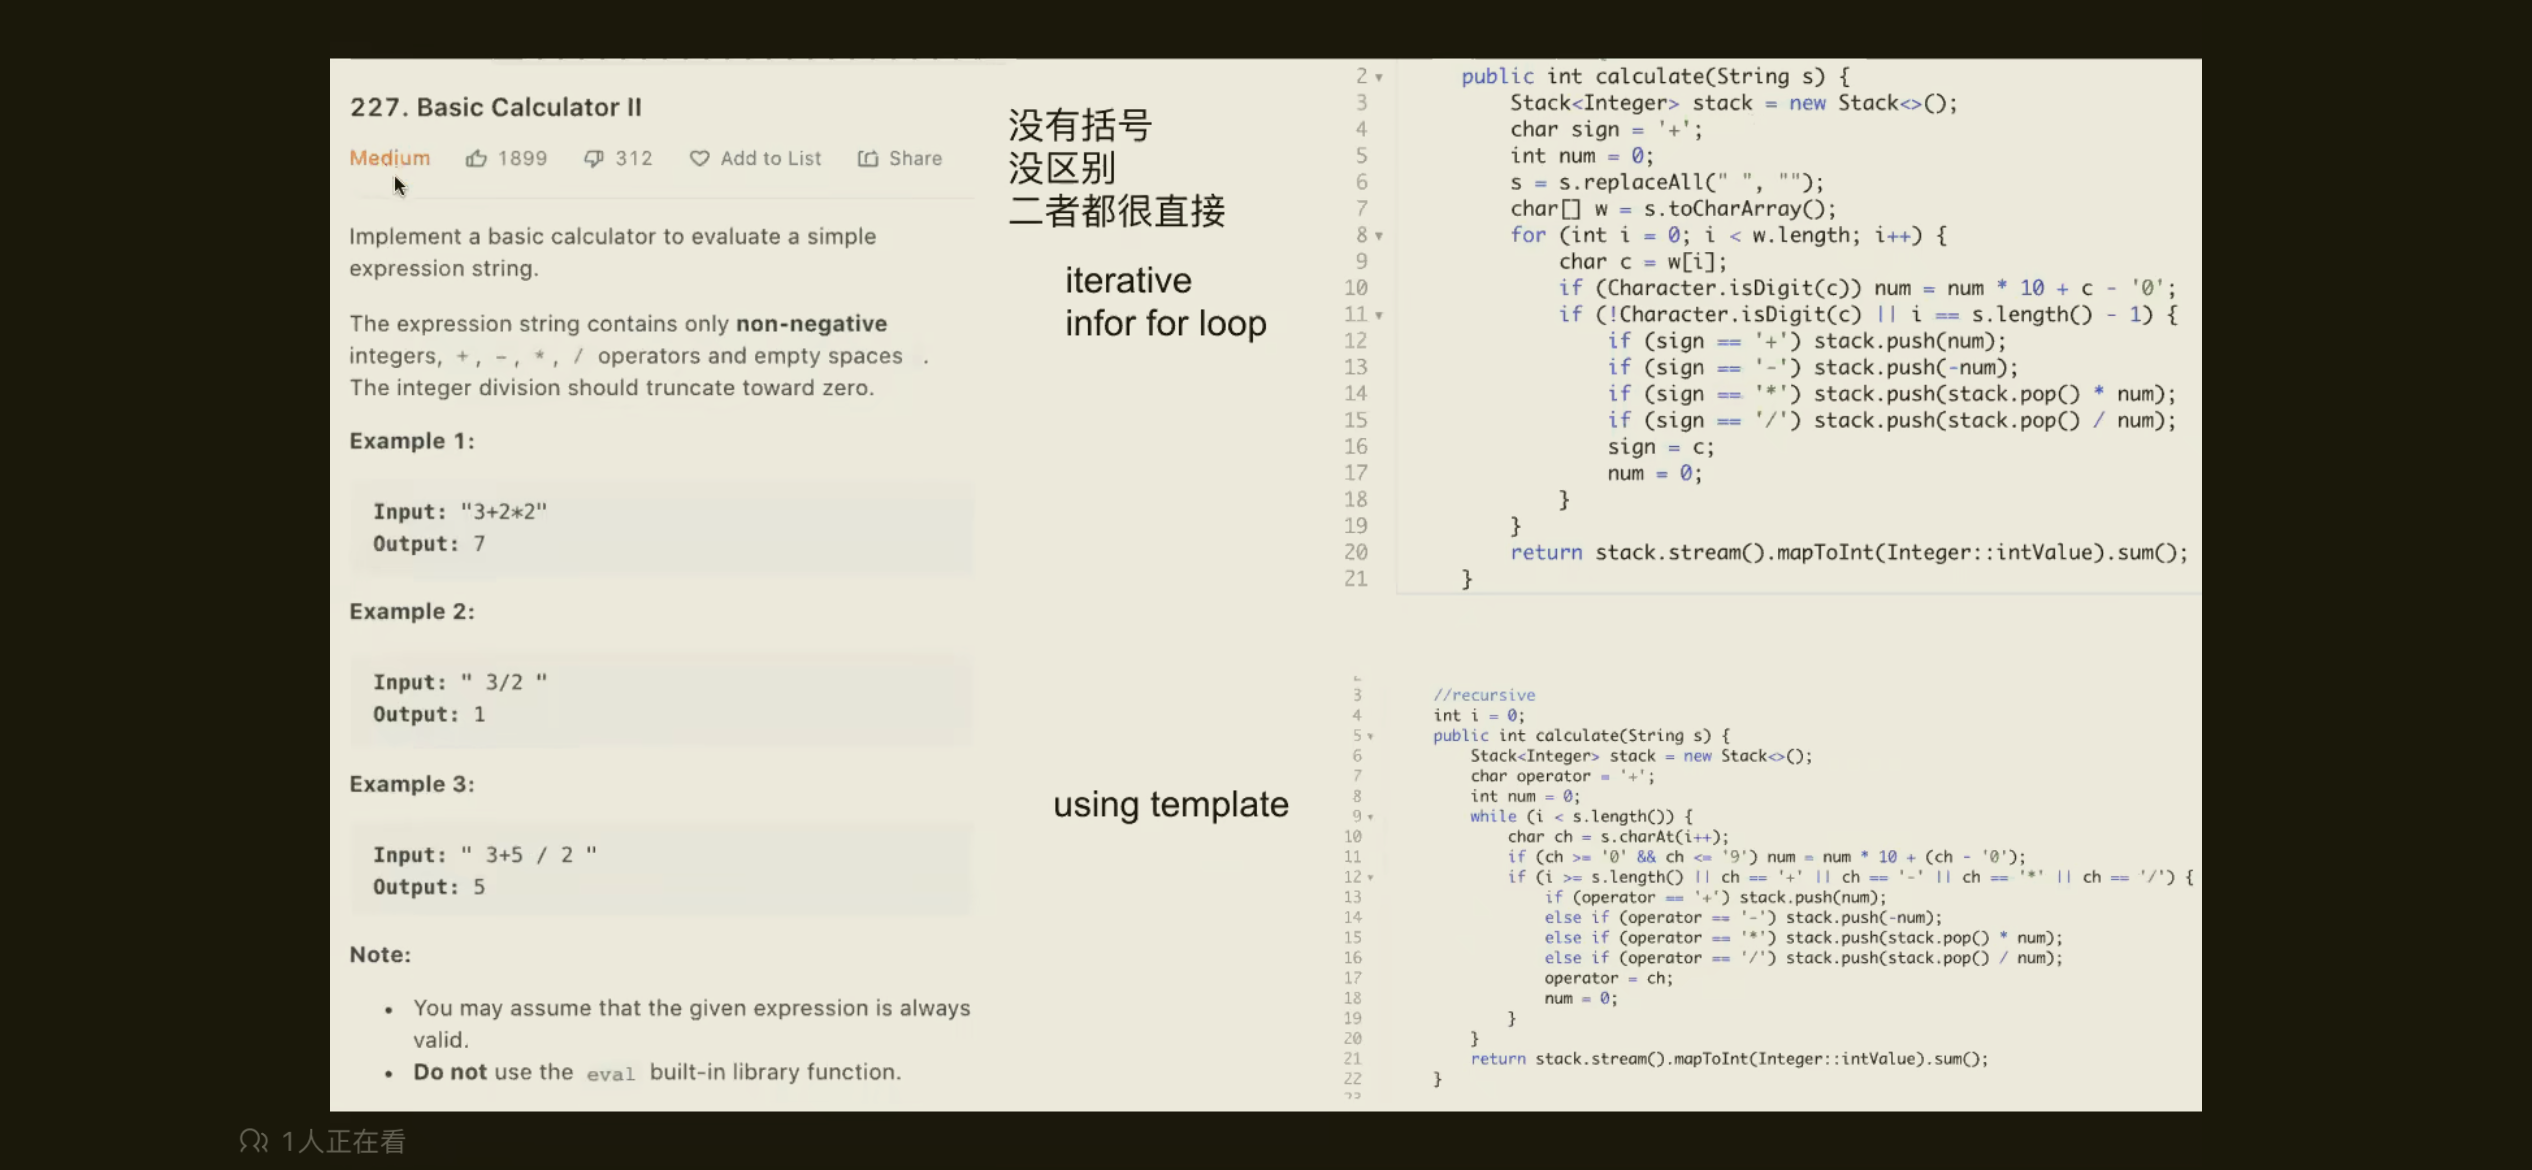 227. Basic Calculator II
Medium 1899 312 Add to List Share
Implement a basic calculator to evaluate a simple
expression string.
The expression string contains only non-negative
integers, +, -, *, / operators and empty spaces .
The integer division should truncate toward zero.
Example 1:
Input: "3+2*2"
Output: 7
Example 2:
Input: " 3/2 "
Output: 1
Example 3:
Input: " 3+5 / 2 "
Output: 5
Note:
• You may assume that the given expression is always
valid.
• Do not use the eval built-in library function.
没有括号
没区别
二者都很直接
iterative
infor for loop
using template
2 public int calculate(String s) {
3 Stack<Integer> stack = new Stack<>();
4 char sign = '+';
5 int num = 0;
6 s = s.replaceAll(" ", "");
7 char[] w = s.toCharArray();
8 for (int i = 0; i < w.length; i++) {
9 char c = w[i];
10 if (Character.isDigit(c)) num = num * 10 + c - '0';
11 if (!Character.isDigit(c) || i == s.length() - 1) {
12 if (sign == '+') stack.push(num);
13 if (sign == '-') stack.push(-num);
14 if (sign == '*') stack.push(stack.pop() * num);
15 if (sign == '/') stack.push(stack.pop() / num);
16 sign = c;
17 num = 0;
18 }
19 }
20 return stack.stream().mapToInt(Integer::intValue).sum();
21 }
3 //recursive
4 int i = 0;
5 public int calculate(String s) {
6 Stack<Integer> stack = new Stack<>();
7 char operator = '+';
8 int num = 0;
9 while (i < s.length()) {
10 char ch = s.charAt(i++);
11 if (ch >= '0' && ch <= '9') num = num * 10 + (ch - '0');
12 if (i >= s.length() || ch == '+' || ch == '-' || ch == '*' || ch == '/') {
13 if (operator == '+') stack.push(num);
14 else if (operator == '-') stack.push(-num);
15 else if (operator == '*') stack.push(stack.pop() * num);
16 else if (operator == '/') stack.push(stack.pop() / num);
17 operator = ch;
18 num = 0;
19 }
20 }
21 return stack.stream().mapToInt(Integer::intValue).sum();
22 }
1人正在看